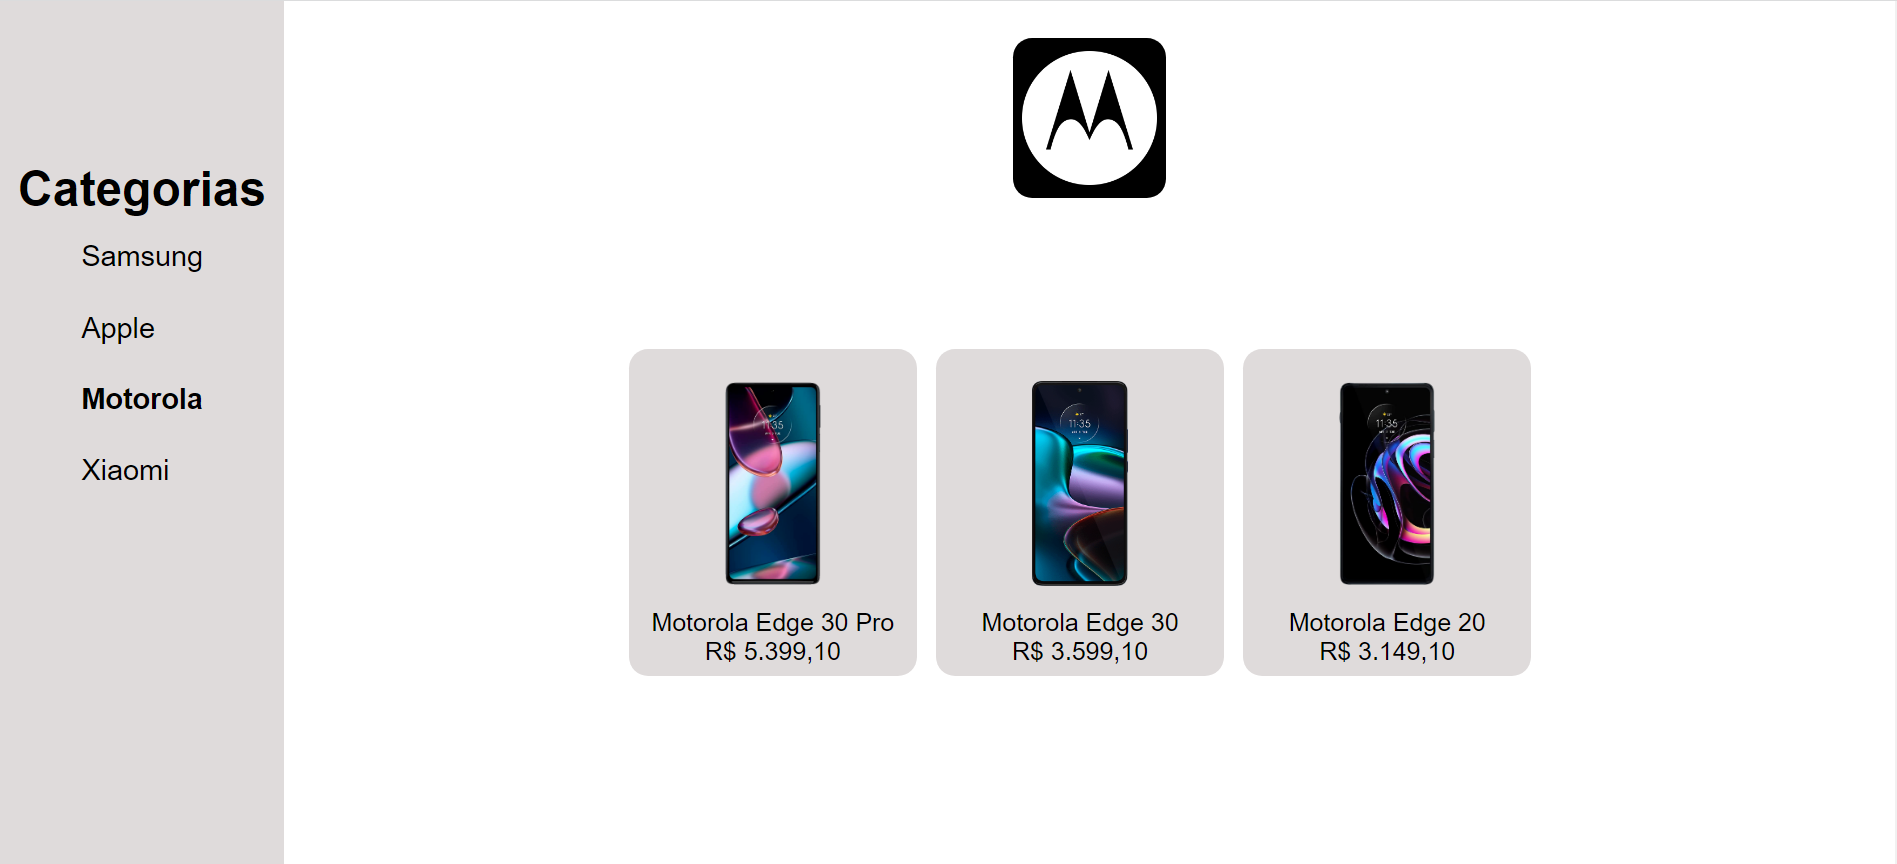 Categorias
Samsung
Apple
Motorola
Xiaomi
11:35
11:35
11:35
Motorola Edge 30 Pro
R$ 5.399,10
Motorola Edge 30
R$ 3.599,10
Motorola Edge 20
R$ 3.149,10